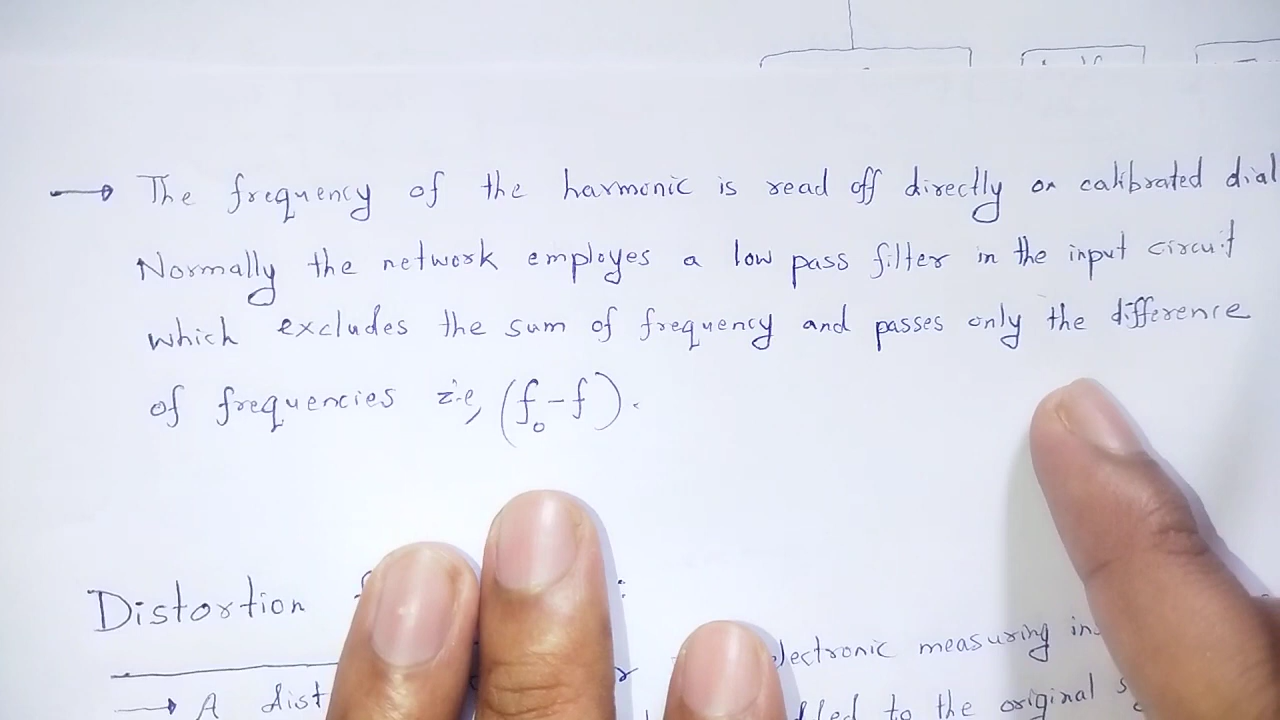 → The frequency of the harmonic is read off directly on calibrated dial
Normally the network employes a low pass filter in the input circuit
which excludes the sum of frequency and passes only the difference
of frequencies i.e, (f₀-f).
Distortion
electronic measuring
→ A
to the original